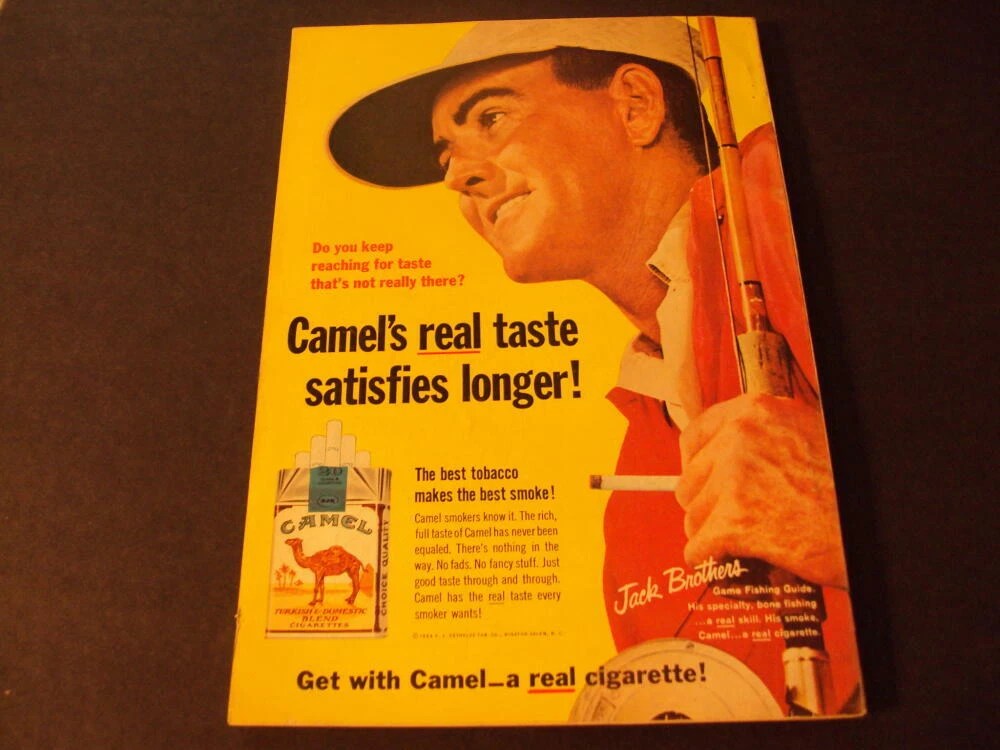 Do you keep
reaching for taste
that's not really there?
Camel's real taste
satisfies longer!
20
CAMEL
TURKISH & DOMESTIC
BLEND
CIGARETTES
CHOICE QUALITY
The best tobacco
makes the best smoke!
Camel smokers know it. The rich,
full taste of Camel has never been
equaled. There's nothing in the
way. No fads. No fancy stuff. Just
good taste through and through.
Camel has the real taste every
smoker wants!
Jack Brothers
Game Fishing Guide.
His specialty, bone fishing
...a real skill. His smoke,
Camel...a real cigarette.
Get with Camel—a real cigarette!